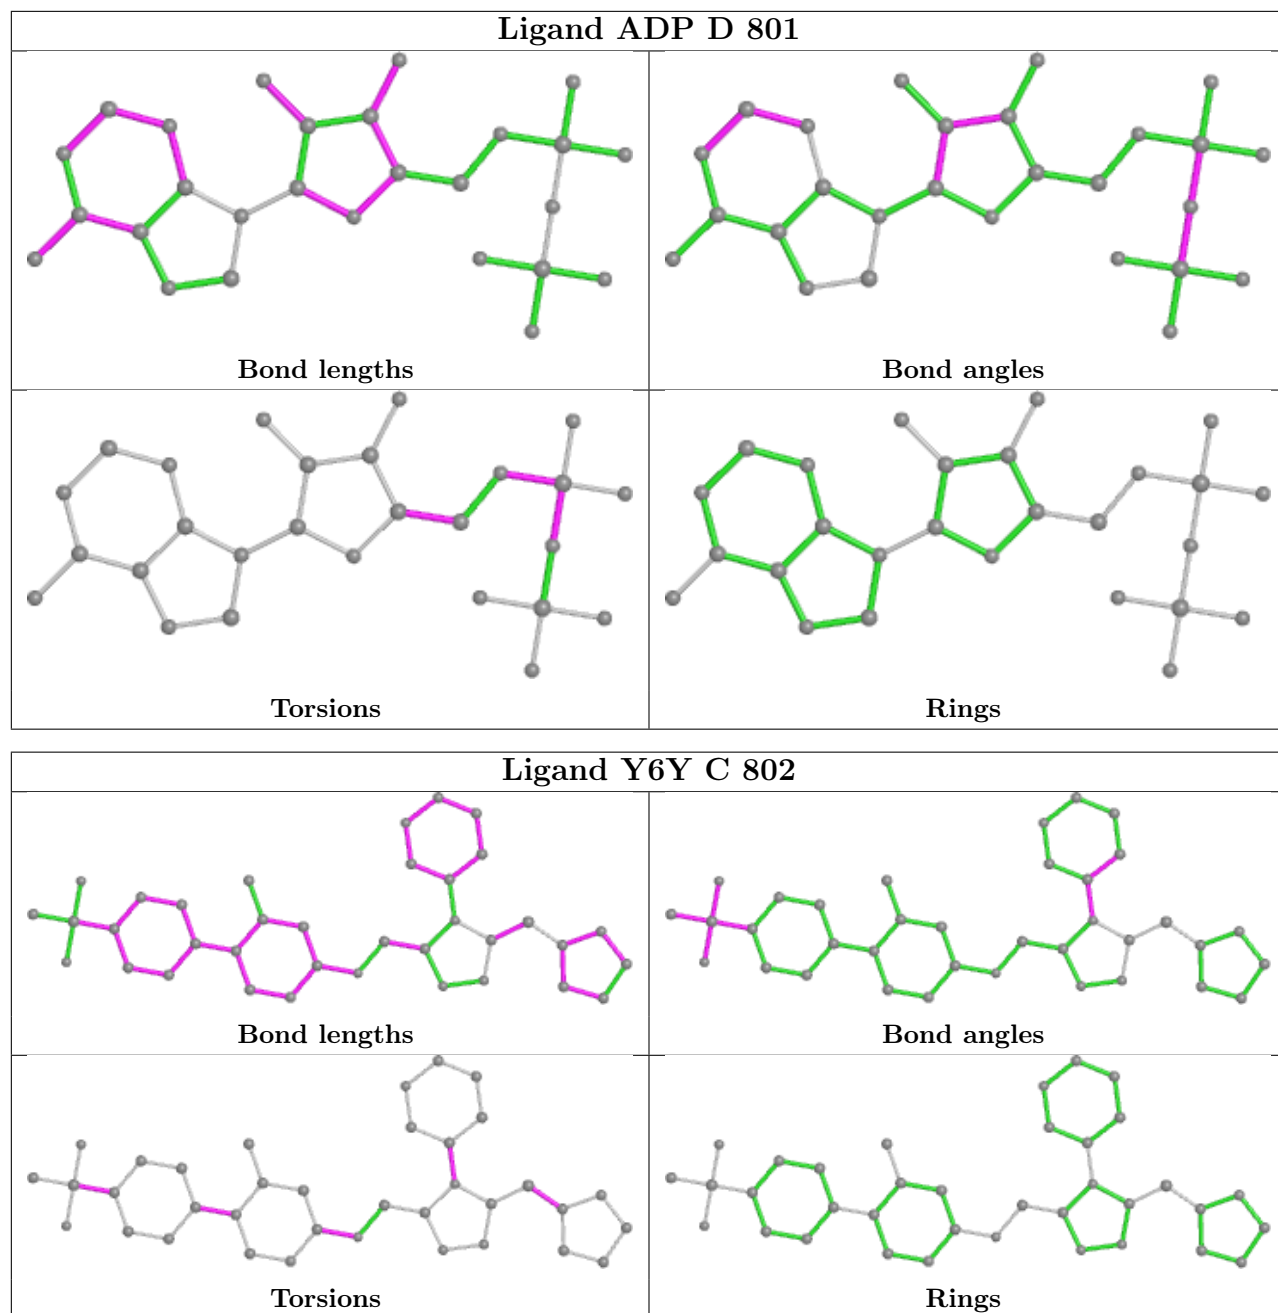 Ligand ADP D 801
Bond lengths
Bond angles
Torsions
Rings
Ligand Y6Y C 802
Bond lengths
Bond angles
Torsions
Rings